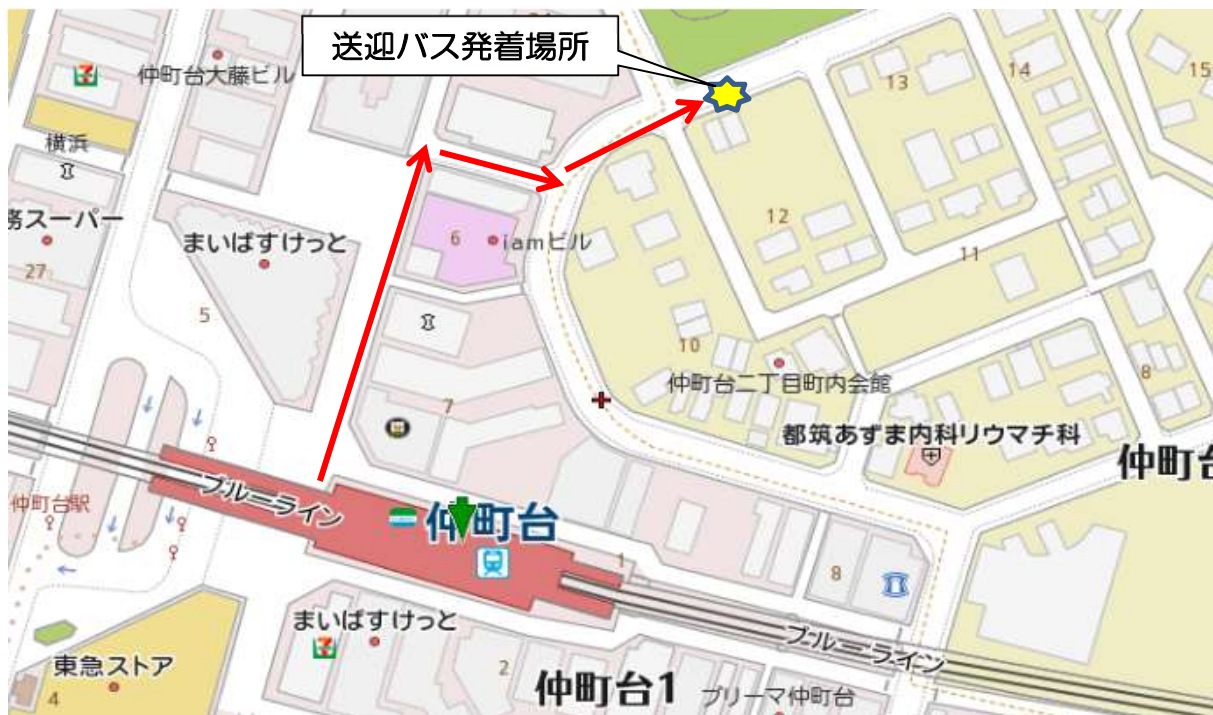 送迎バス発着場所
15
14
13
仲町台大藤ビル
横浜
12
務スーパー
まいばすけっと
6
iamビル
11
27
5
10
仲町台二丁目町内会館
8
7
都筑あずま内科リウマチ科
仲町台
ブルーライン
仲町台駅
仲町台
1
8
まいばすけっと
ブルーライン
東急ストア
2
4
仲町台1
プリーマ仲町台